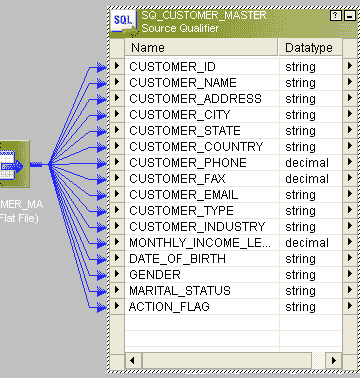 SQL SQ_CUSTOMER_MASTER ?
Source Qualifier
Name Datatype
CUSTOMER_ID string
CUSTOMER_NAME string
CUSTOMER_ADDRESS string
CUSTOMER_CITY string
CUSTOMER_STATE string
CUSTOMER_COUNTRY string
CUSTOMER_PHONE decimal
CUSTOMER_FAX decimal
CUSTOMER_EMAIL string
CUSTOMER_TYPE string
CUSTOMER_INDUSTRY string
MONTHLY_INCOME_LE... decimal
DATE_OF_BIRTH string
GENDER string
MARITAL_STATUS string
ACTION_FLAG string
MER_MA
Flat File)